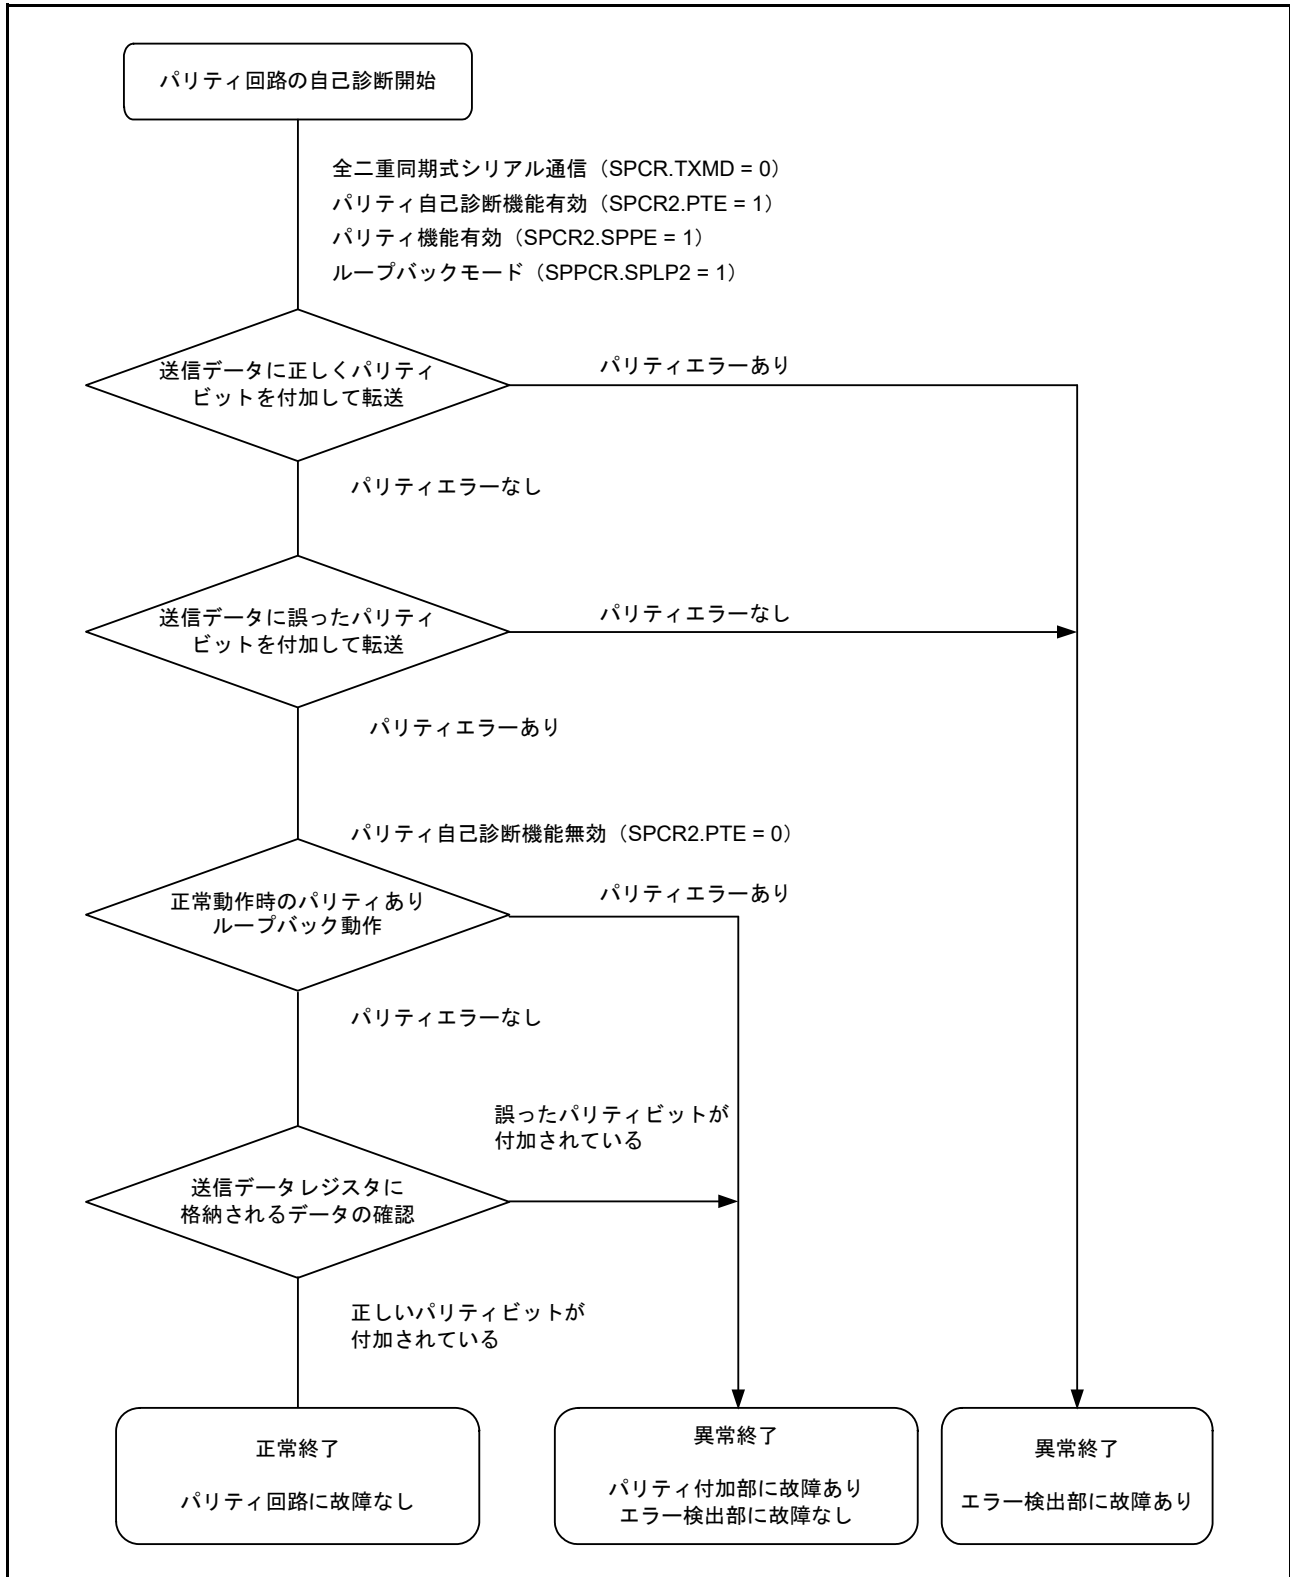 パリティ回路の自己診断開始
全二重同期式シリアル通信（SPCR.TXMD = 0）
パリティ自己診断機能有効（SPCR2.PTE = 1）
パリティ機能有効（SPCR2.SPPE = 1）
ループバックモード（SPPCR.SPLP2 = 1）
送信データに正しくパリティ
ビットを付加して転送
パリティエラーあり
パリティエラーなし
送信データに誤ったパリティ
ビットを付加して転送
パリティエラーなし
パリティエラーあり
パリティ自己診断機能無効（SPCR2.PTE = 0）
正常動作時のパリティあり
ループバック動作
パリティエラーあり
パリティエラーなし
誤ったパリティビットが
付加されている
送信データレジスタに
格納されるデータの確認
正しいパリティビットが
付加されている
正常終了
パリティ回路に故障なし
異常終了
パリティ付加部に故障あり
エラー検出部に故障なし
異常終了
エラー検出部に故障あり